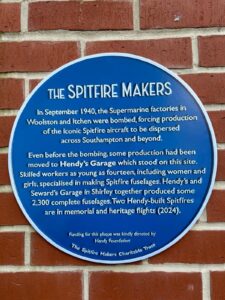 THE SPITFIRE MAKERS
In September 1940, the Supermarine factories in
Woolston and Itchen were bombed, forcing production
of the iconic Spitfire aircraft to be dispersed
across Southampton and beyond.
Even before the bombing, some production had been
moved to Hendy's Garage which stood on this site.
Skilled workers as young as fourteen, including women and
girls, specialised in making Spitfire fuselages. Hendy's and
Seward's Garage in Shirley together produced some
2,300 complete fuselages. Two Hendy-built Spitfires
are in memorial and heritage flights (2024).
Funding for this plaque was kindly donated by
Hendy Foundation
The Spitfire Makers Charitable Trust